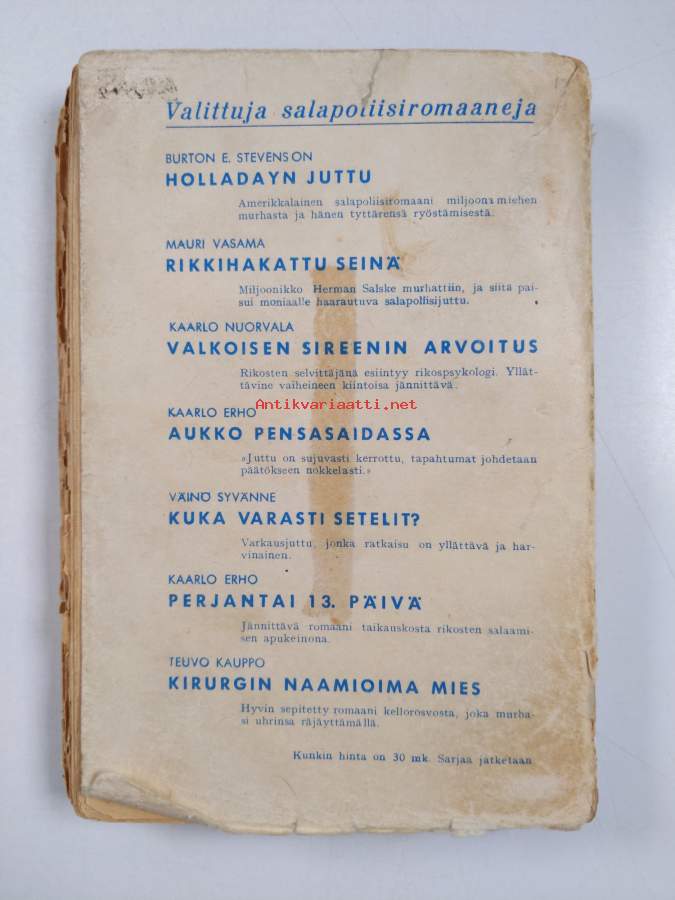 Valittuja salapoliisiromaaneja
BURTON E. STEVENSON
HOLLADAYN JUTTU
Amerikkalainen salapoliisiromaani miljoonamiehen
murhasta ja hänen tyttärensä ryöstämisestä.
MAURI VASAMA
RIKKIHAKATTU SEINÄ
Miljoonikko Herman Salske murhattiin, ja siitä pai-
sui moniaalle haarautuva salapoliisijuttu.
KAARLO NUORVALA
VALKOISEN SIREENIN ARVOITUS
Rikosten selvittäjänä esiintyy rikospsykologi. Yllät-
tävine vaiheineen kiintoisa jännittävä.
Antikvariaatti.net
KAARLO ERHO
AUKKO PENSASAIDASSA
»Juttu on sujuvasti kerrottu, tapahtumat johdetaan
päätökseen nokkelasti.»
VÄINÖ SYVÄNNE
KUKA VARASTI SETELIT?
Varkausjuttu, jonka ratkaisu on yllättävä ja har-
vinainen.
KAARLO ERHO
PERJANTAI 13. PÄIVÄ
Jännittävä romaani taikauskosta rikosten salaami-
sen apukeinona.
TEUVO KAUPPO
KIRURGIN NAAMIOIMA MIES
Hyvin sepitetty romaani kellorosvosta, joka murha-
si uhrinsa räjäyttämällä.
Kunkin hinta on 30 mk. Sarjaa jatketaan